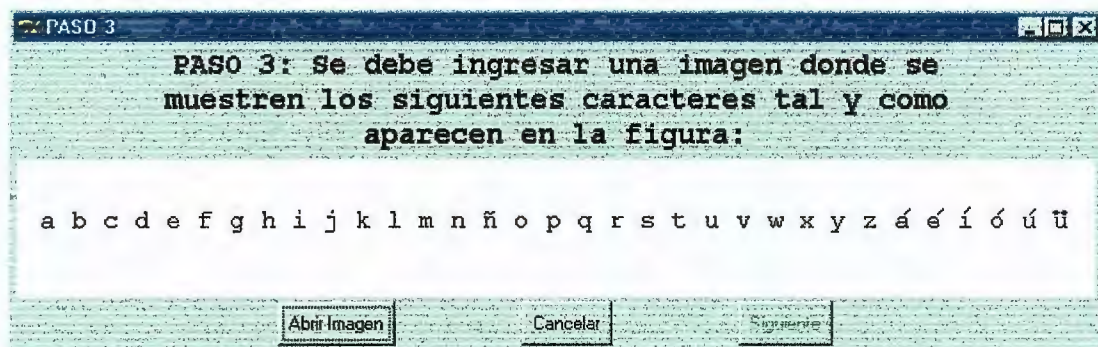 PASO 3
PASO 3: Se debe ingresar una imagen donde se
muestren los siguientes caracteres tal y como
aparecen en la figura:
a b c d e f g h i j k l m n ñ o p q r s t u v w x y z á é í ó ú ü
Abrir Imagen Cancelar Siguiente